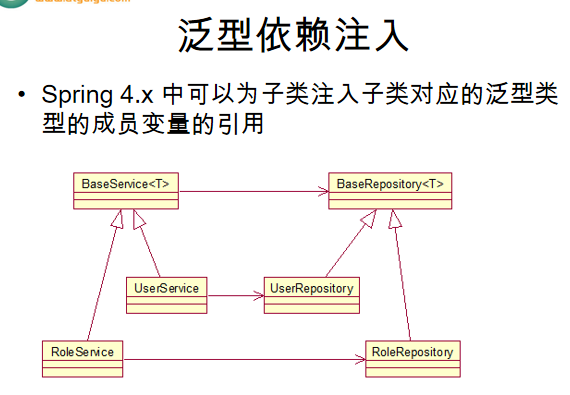 泛型依赖注入
• Spring 4.x 中可以为子类注入子类对应的泛型类
型的成员变量的引用
BaseService<T>
BaseRepository<T>
UserService
UserRepository
RoleService
RoleRepository